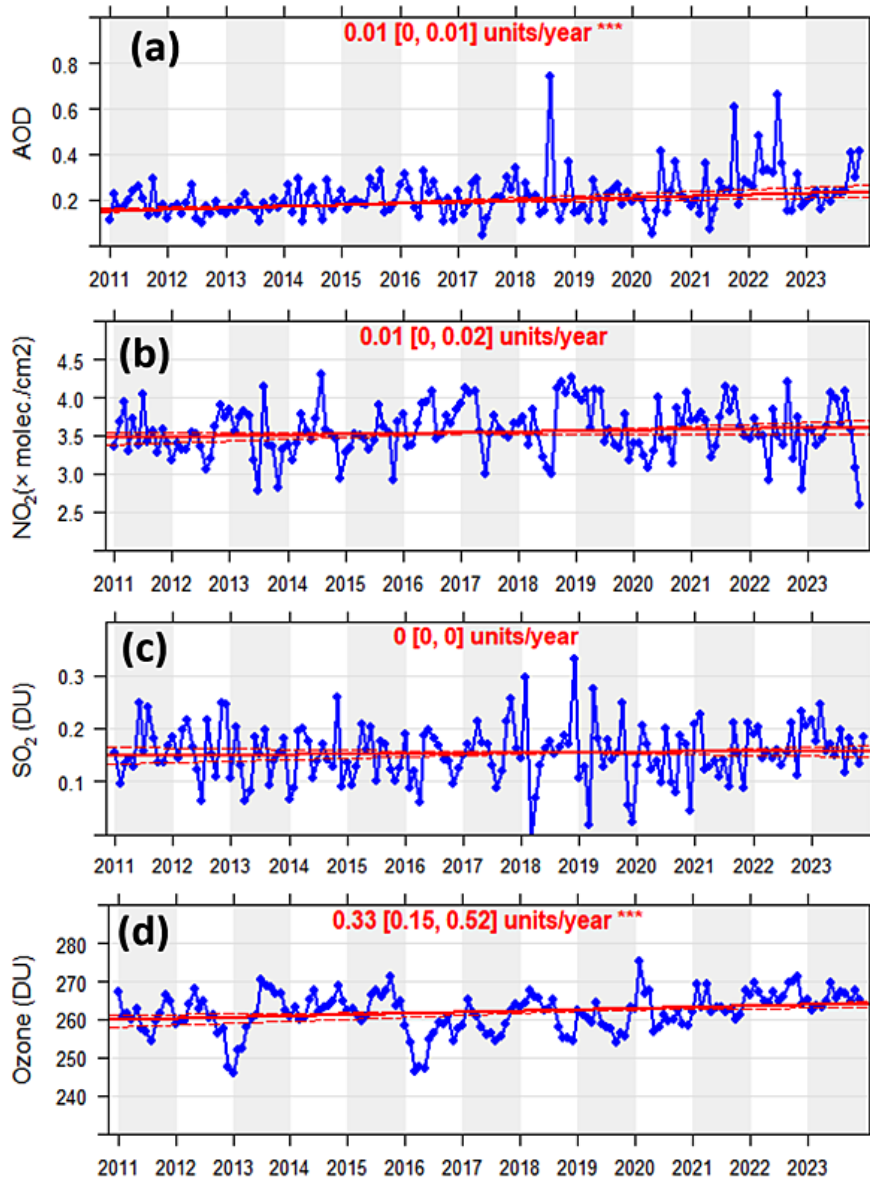 (a)
0.01 [0, 0.01] units/year ***
AOD
0.8
0.6
0.4
0.2
2011 2012 2013 2014 2015 2016 2017 2018 2019 2020 2021 2022 2023
(b)
0.01 [0, 0.02] units/year
NO₂(× molec./cm2)
4.5
4.0
3.5
3.0
2.5
2011 2012 2013 2014 2015 2016 2017 2018 2019 2020 2021 2022 2023
(c)
0 [0, 0] units/year
SO₂ (DU)
0.3
0.2
0.1
2011 2012 2013 2014 2015 2016 2017 2018 2019 2020 2021 2022 2023
(d)
0.33 [0.15, 0.52] units/year ***
Ozone (DU)
280
270
260
250
240
2011 2012 2013 2014 2015 2016 2017 2018 2019 2020 2021 2022 2023